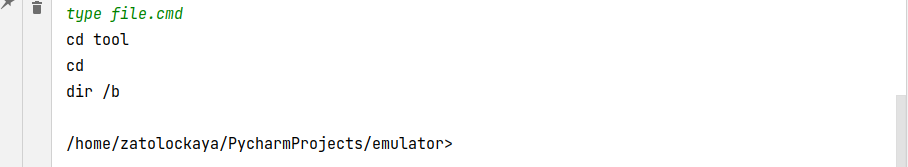 type file.cmd
cd tool
cd
dir /b
/home/zatolockaya/PycharmProjects/emulator>